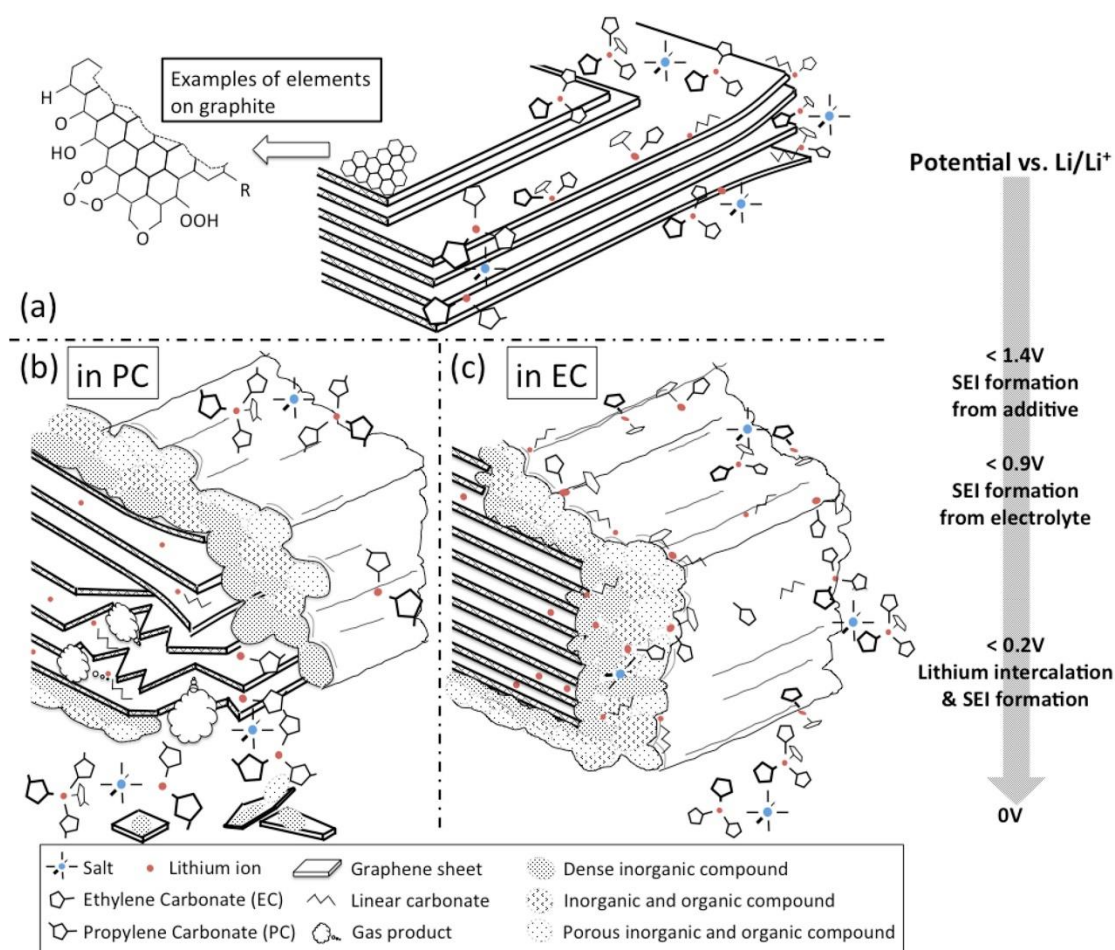 (a)
H
O
HO
O
O
O
O
OOH
R
Examples of elements
on graphite
Potential vs. Li/Li⁺
< 1.4V
SEI formation
from additive
< 0.9V
SEI formation
from electrolyte
< 0.2V
Lithium intercalation
& SEI formation
0V
(b)
in PC
(c)
in EC
Salt
Lithium ion
Graphene sheet
Dense inorganic compound
Ethylene Carbonate (EC)
Linear carbonate
Inorganic and organic compound
Propylene Carbonate (PC)
Gas product
Porous inorganic and organic compound